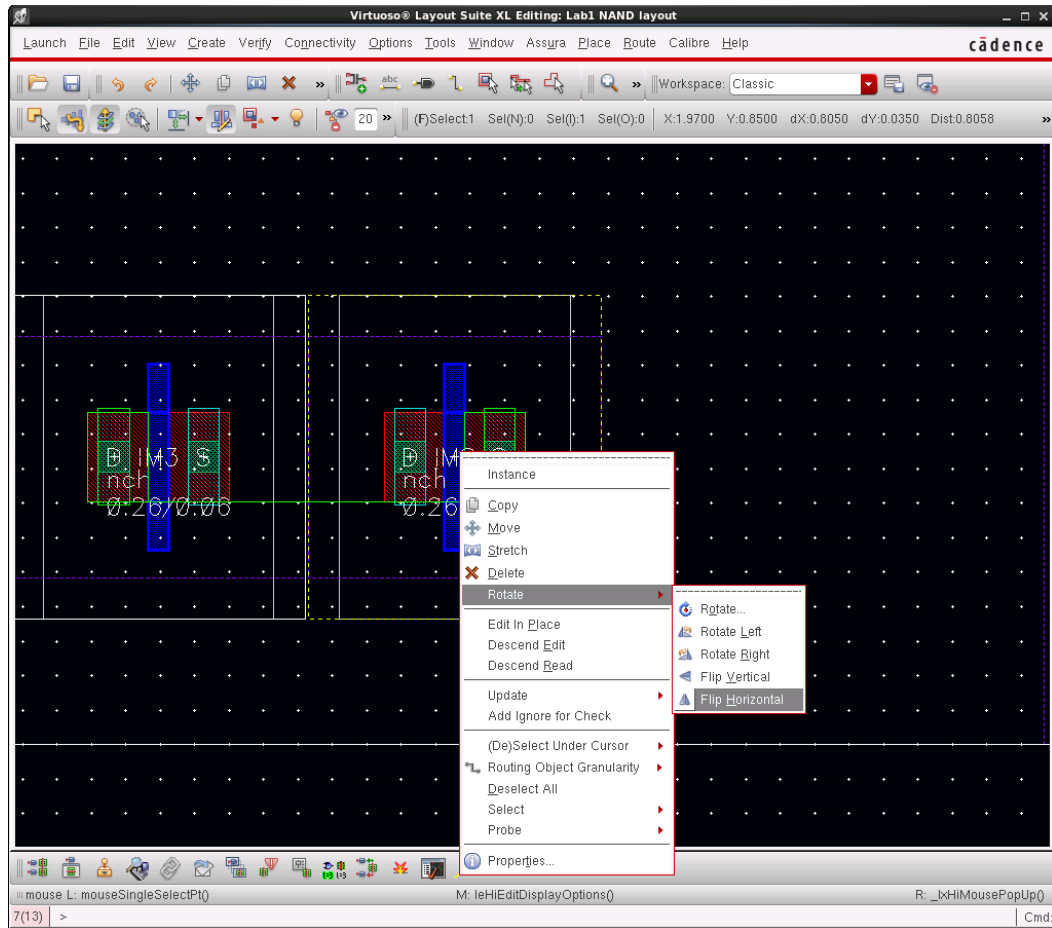 Virtuoso® Layout Suite XL Editing: Lab1 NAND layout
Launch File Edit View Create Verify Connectivity Options Tools Window Assura Place Route Calibre Help
cādence
» abc » Workspace: Classic
20 » (F)Select:1 Sel(N):0 Sel(I):1 Sel(O):0 X:1.9700 Y:0.8500 dX:0.8050 dY:0.0350 Dist:0.8058 »
D IM3 S
nch
0.26/0.06
D
nch
0.26
Instance
Copy
Move
Stretch
Delete
Rotate
Rotate...
Rotate Left
Rotate Right
Flip Vertical
Flip Horizontal
Edit In Place
Descend Edit
Descend Read
Update
Add Ignore for Check
(De)Select Under Cursor
Routing Object Granularity
Deselect All
Select
Probe
Properties...
mouse L: mouseSingleSelectPt() M: leHiEditDisplayOptions() R: _lxHiMousePopUp()
7(13) > Cmd: